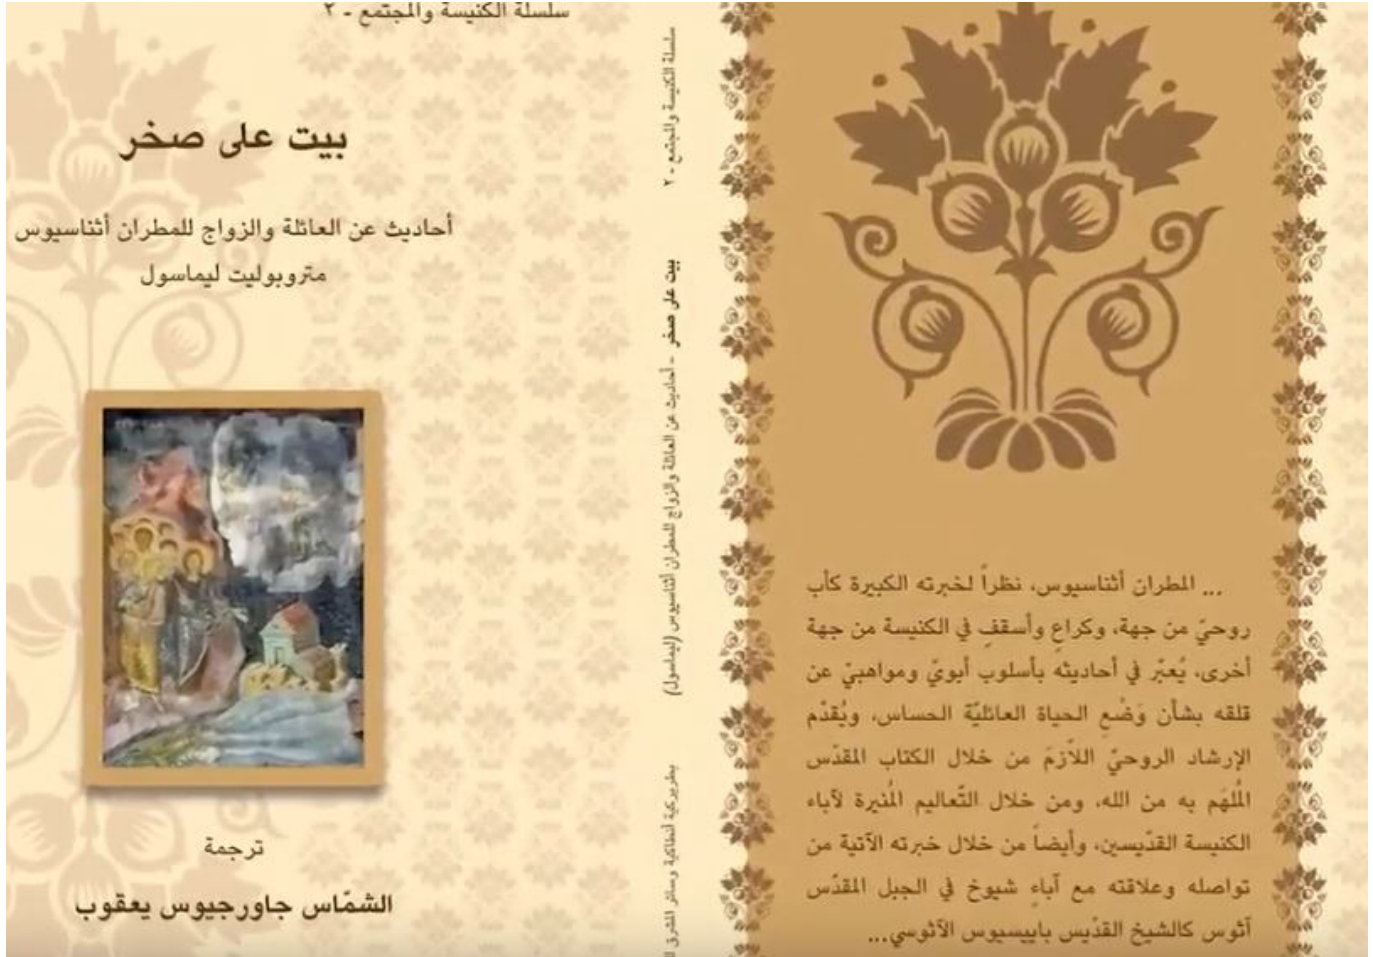 سلسلة الكنيسة والمجتمع - ٢
بيت على صخر
أحاديث عن العائلة والزواج للمطران أثناسيوس
متروبوليت ليماسول
ترجمة
الشمّاس جاورجيوس يعقوب
سلسلة الكنيسة والمجتمع - ٢
بيت على صخر - أحاديث عن العائلة والزواج للمطران أثناسيوس (ليماسول)
بطريركية أنطاكية وسائر المشرق
... المطران أثناسيوس، نظراً لخبرته الكبيرة كأب
روحيّ من جهة، وكراعٍ وأسقفٍ في الكنيسة من جهة
أخرى، يُعبّر في أحاديثه بأسلوب أبويّ ومواهبيّ عن
قلقه بشأن وَضْعِ الحياة العائليّة الحساس، ويُقدّم
الإرشاد الروحيّ اللاّزمَ من خلال الكتاب المقدّس
المُلهَم به من الله، ومن خلال التّعاليم المُنيرة لآباء
الكنيسة القدّيسين، وأيضاً من خلال خبرته الآتية من
تواصله وعلاقته مع آباءٍ شيوخ في الجبل المقدّس
آثوس كالشيخ القدّيس باييسيوس الآثوسي...